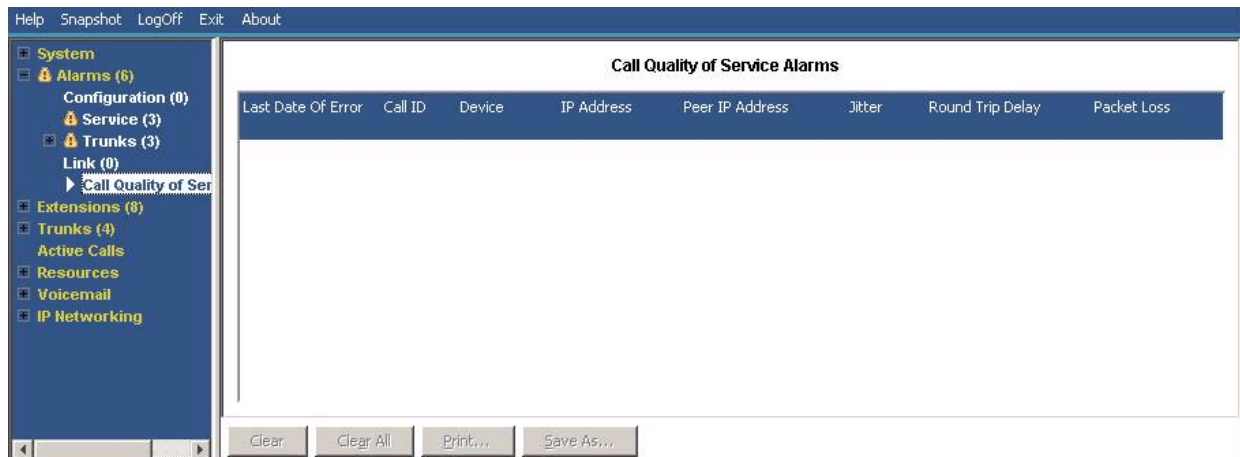 Help Snapshot LogOff Exit About
System
Alarms (6)
Configuration (0)
Service (3)
Trunks (3)
Link (0)
Call Quality of Ser
Extensions (8)
Trunks (4)
Active Calls
Resources
Voicemail
IP Networking
Call Quality of Service Alarms
Last Date Of Error Call ID Device IP Address Peer IP Address Jitter Round Trip Delay Packet Loss
Clear Clear All Print... Save As...